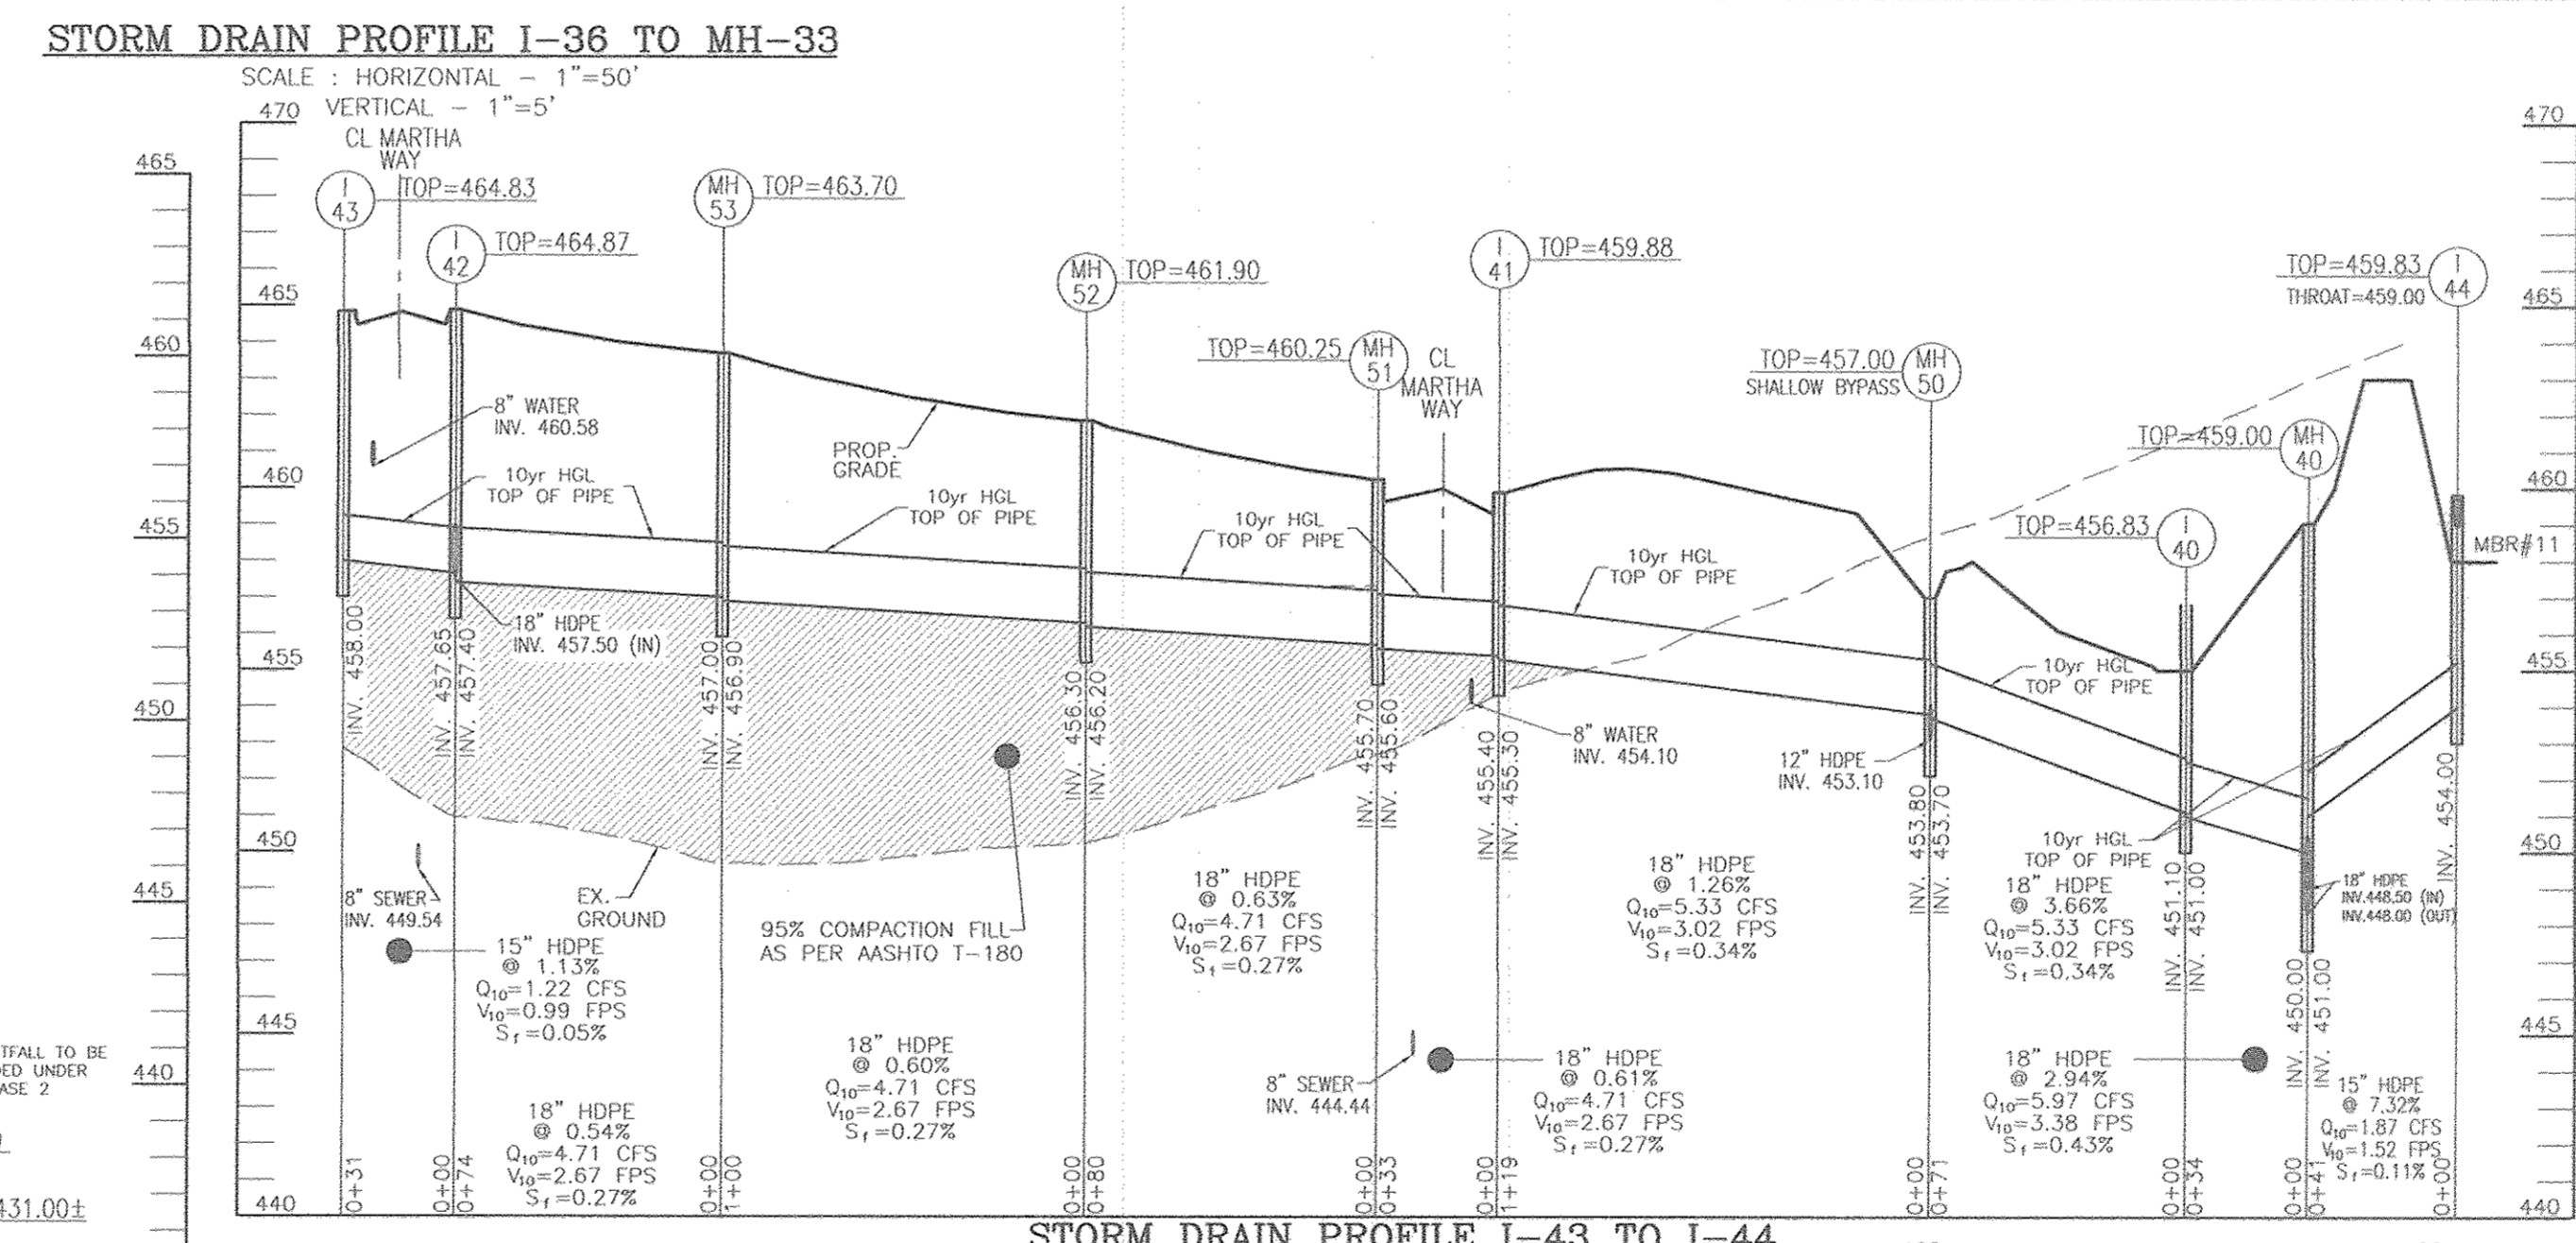 STORM DRAIN PROFILE I-36 TO MH-33
SCALE : HORIZONTAL - 1"=50'
VERTICAL - 1"=5'
470
470
CL MARTHA
WAY
465
I
43
TOP=464.83
I
42
TOP=464.87
MH
53
TOP=463.70
MH
52
TOP=461.90
TOP=460.25
MH
51
CL
MARTHA
WAY
I
41
TOP=459.88
TOP=457.00
SHALLOW BYPASS
MH
50
TOP=456.83
I
40
TOP=459.00
MH
40
TOP=459.83
THROAT=459.00
I
44
MBR#11
465
465
460
460
460
455
455
455
450
450
450
445
445
445
440
440
440
8" WATER
INV. 460.58
10yr HGL
TOP OF PIPE
PROP.
GRADE
10yr HGL
TOP OF PIPE
10yr HGL
TOP OF PIPE
10yr HGL
TOP OF PIPE
10yr HGL
TOP OF PIPE
10yr HGL
TOP OF PIPE
18" HDPE
INV. 457.50 (IN)
8" WATER
INV. 454.10
12" HDPE
INV. 453.10
18" HDPE
INV.448.50 (IN)
INV.448.00 (OUT)
INV. 458.00
INV. 457.65
INV. 457.40
INV. 457.00
INV. 456.90
INV. 456.30
INV. 456.20
INV. 455.70
INV. 455.60
INV. 455.40
INV. 455.30
INV. 453.80
INV. 453.70
INV. 451.10
INV. 451.00
INV. 450.00
INV. 451.00
INV. 454.00
8" SEWER
INV. 449.54
EX.
GROUND
95% COMPACTION FILL
AS PER AASHTO T-180
15" HDPE
@ 1.13%
Q10=1.22 CFS
V10=0.99 FPS
Sf=0.05%
18" HDPE
@ 0.54%
Q10=4.71 CFS
V10=2.67 FPS
Sf=0.27%
18" HDPE
@ 0.60%
Q10=4.71 CFS
V10=2.67 FPS
Sf=0.27%
18" HDPE
@ 0.63%
Q10=4.71 CFS
V10=2.67 FPS
Sf=0.27%
8" SEWER
INV. 444.44
18" HDPE
@ 0.61%
Q10=4.71 CFS
V10=2.67 FPS
Sf=0.27%
18" HDPE
@ 1.26%
Q10=5.33 CFS
V10=3.02 FPS
Sf=0.34%
18" HDPE
@ 3.66%
Q10=5.33 CFS
V10=3.02 FPS
Sf=0.34%
18" HDPE
@ 2.94%
Q10=5.97 CFS
V10=3.38 FPS
Sf=0.43%
15" HDPE
@ 7.32%
Q10=1.87 CFS
V10=1.52 FPS
Sf=0.11%
TFALL TO BE
DED UNDER
ASE 2
431.00±
0+31
0+00
0+74
0+00
1+00
0+00
0+80
0+00
0+33
0+00
1+19
0+00
0+71
0+00
0+34
0+00
0+41
0+00
STORM DRAIN PROFILE I-43 TO I-44